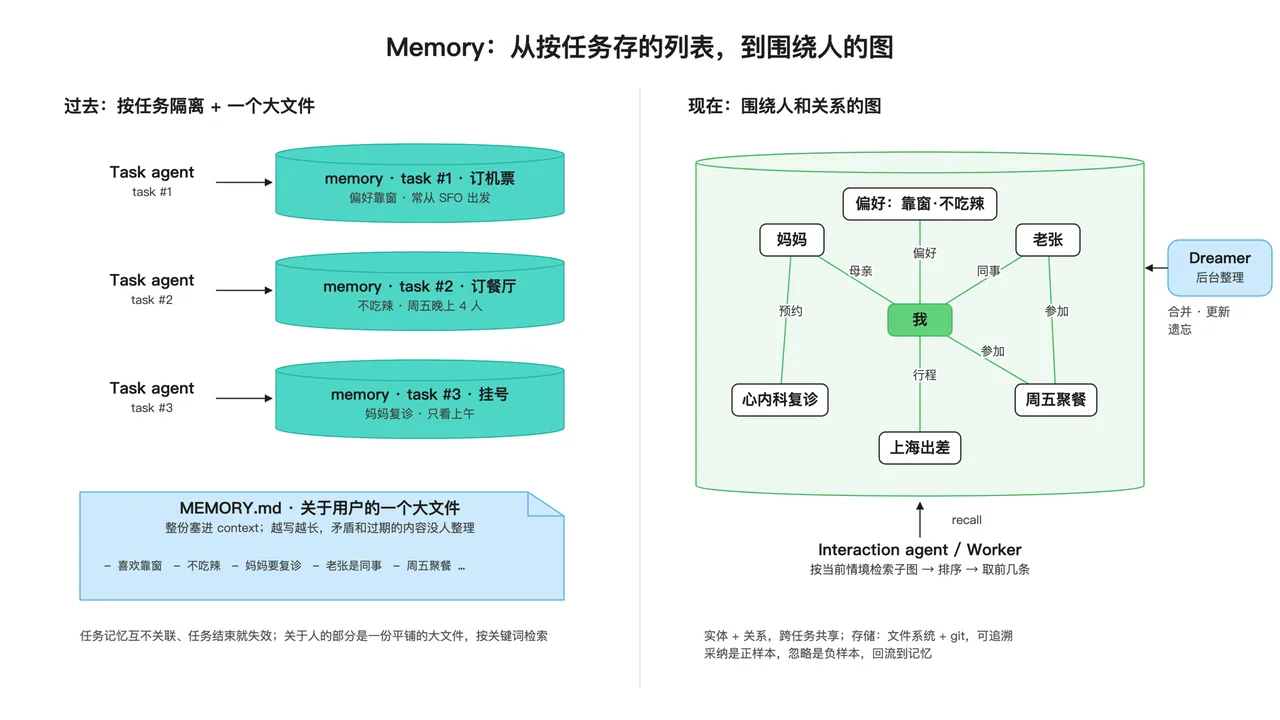 Memory：从按任务存的列表，到围绕人的图
过去：按任务隔离 + 一个大文件
Task agent
task #1
memory · task #1 · 订机票
偏好靠窗 · 常从 SFO 出发
Task agent
task #2
memory · task #2 · 订餐厅
不吃辣 · 周五晚上 4 人
Task agent
task #3
memory · task #3 · 挂号
妈妈复诊 · 只看上午
MEMORY.md · 关于用户的一个大文件
整份塞进 context；越写越长，矛盾和过期的内容没人整理
– 喜欢靠窗 – 不吃辣 – 妈妈要复诊 – 老张是同事 – 周五聚餐 …
任务记忆互不关联、任务结束就失效；关于人的部分是一份平铺的大文件，按关键词检索
现在：围绕人和关系的图
偏好：靠窗·不吃辣
妈妈
老张
偏好
母亲
同事
预约
我
参加
参加
行程
心内科复诊
周五聚餐
上海出差
Dreamer
后台整理
合并 · 更新
遗忘
recall
Interaction agent / Worker
按当前情境检索子图 → 排序 → 取前几条
实体 + 关系，跨任务共享；存储：文件系统 + git，可追溯
采纳是正样本，忽略是负样本，回流到记忆